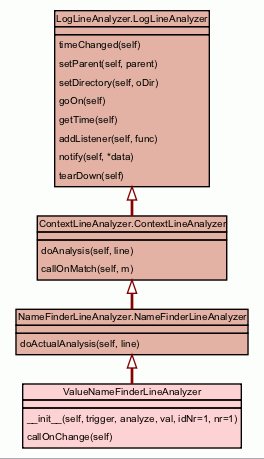 LogLineAnalyzer.LogLineAnalyzer
timeChanged(self)
setParent(self, parent)
setDirectory(self, oDir)
goOn(self)
getTime(self)
addListener(self, func)
notify(self, *data)
tearDown(self)
ContextLineAnalyzer.ContextLineAnalyzer
doAnalysis(self, line)
callOnMatch(self, m)
NameFinderLineAnalyzer.NameFinderLineAnalyzer
doActualAnalysis(self, line)
ValueNameFinderLineAnalyzer
__init__(self, trigger, analyze, val, idNr=1, nr=1)
callOnChange(self)